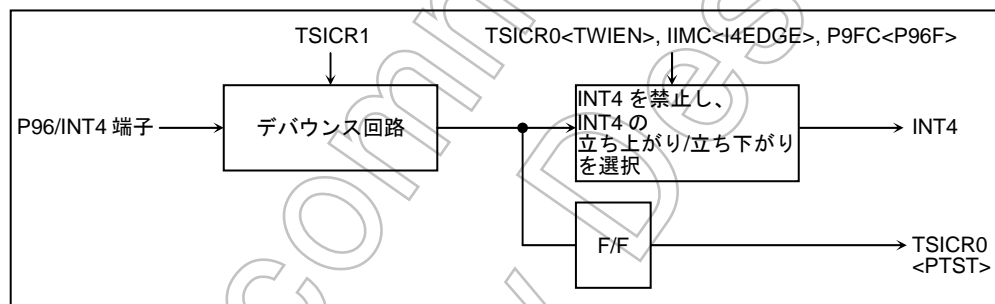 TSICR1
TSICR0<TWIEN>, IIMC<I4EDGE>, P9FC<P96F>
P96/INT4 端子
デバウンス回路
INT4 を禁止し、
INT4 の
立ち上がり/立ち下がり
を選択
INT4
F/F
TSICR0
<PTST>